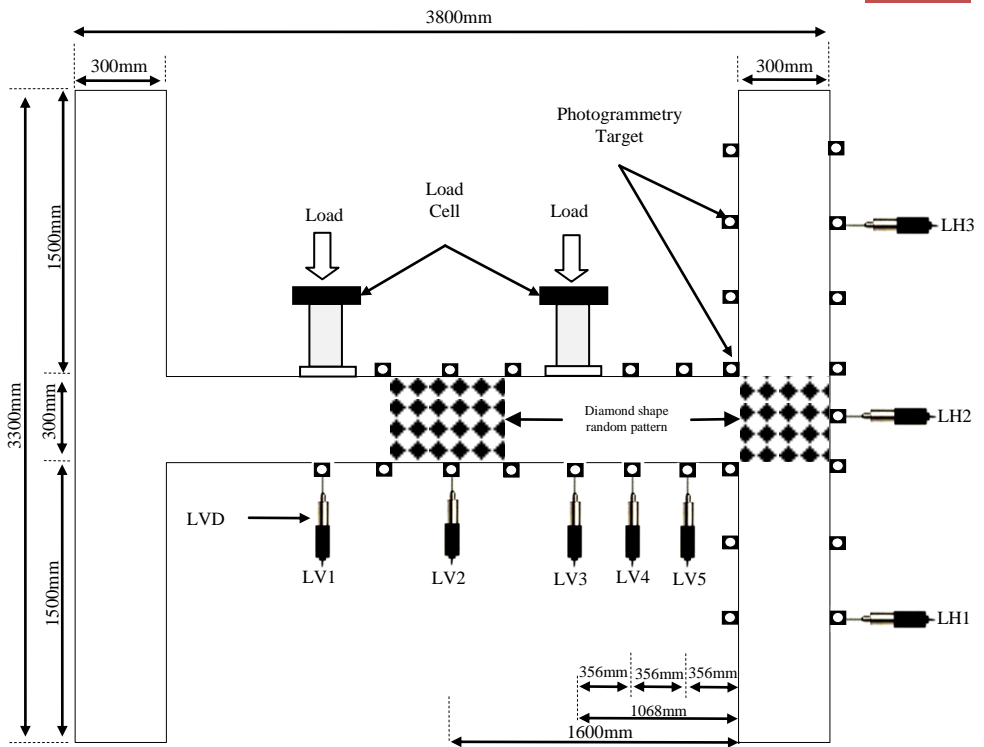 3800mm
300mm
300mm
Photogrammetry
Target
Load
Cell
Load
Load
LH3
1500mm
3300mm
300mm
Diamond shape
random pattern
LH2
LVD
1500mm
LV1
LV2
LV3
LV4
LV5
LH1
356mm
356mm
356mm
1068mm
1600mm